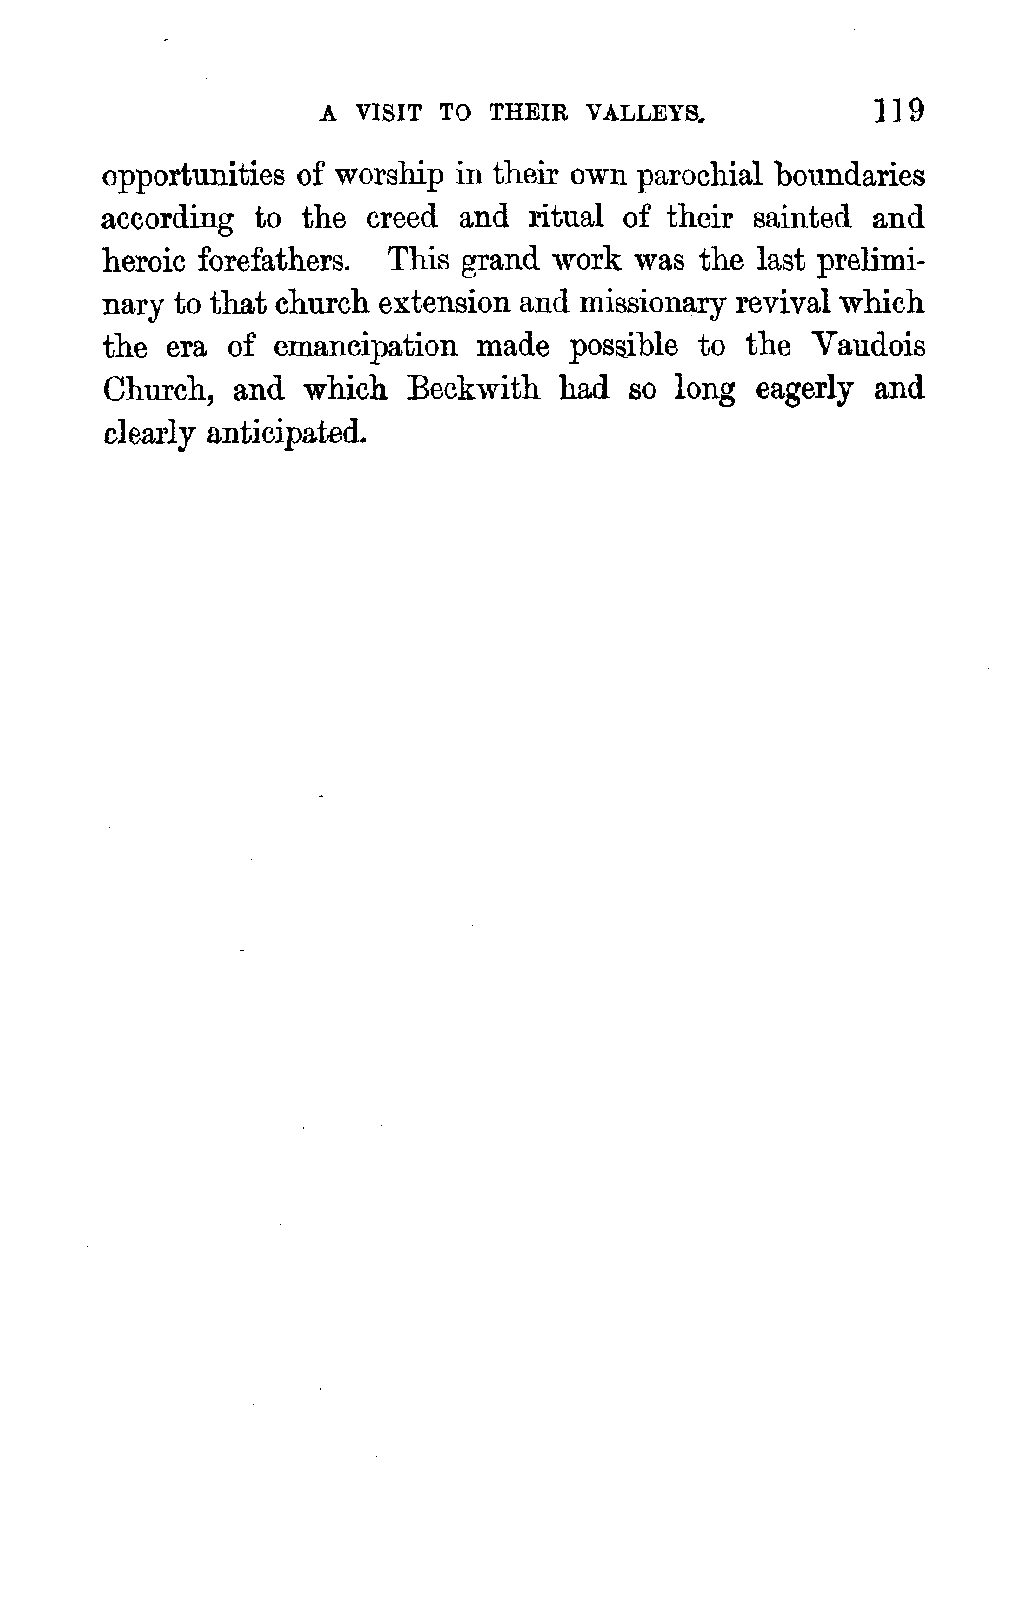 A VISIT TO THEIR VALLEYS. 119
opportunities of worship in their own parochial boundaries
according to the creed and ritual of their sainted and
heroic forefathers. This grand work was the last prelimi-
nary to that church extension and missionary revival which
the era of emancipation made possible to the Vaudois
Church, and which Beckwith had so long eagerly and
clearly anticipated.